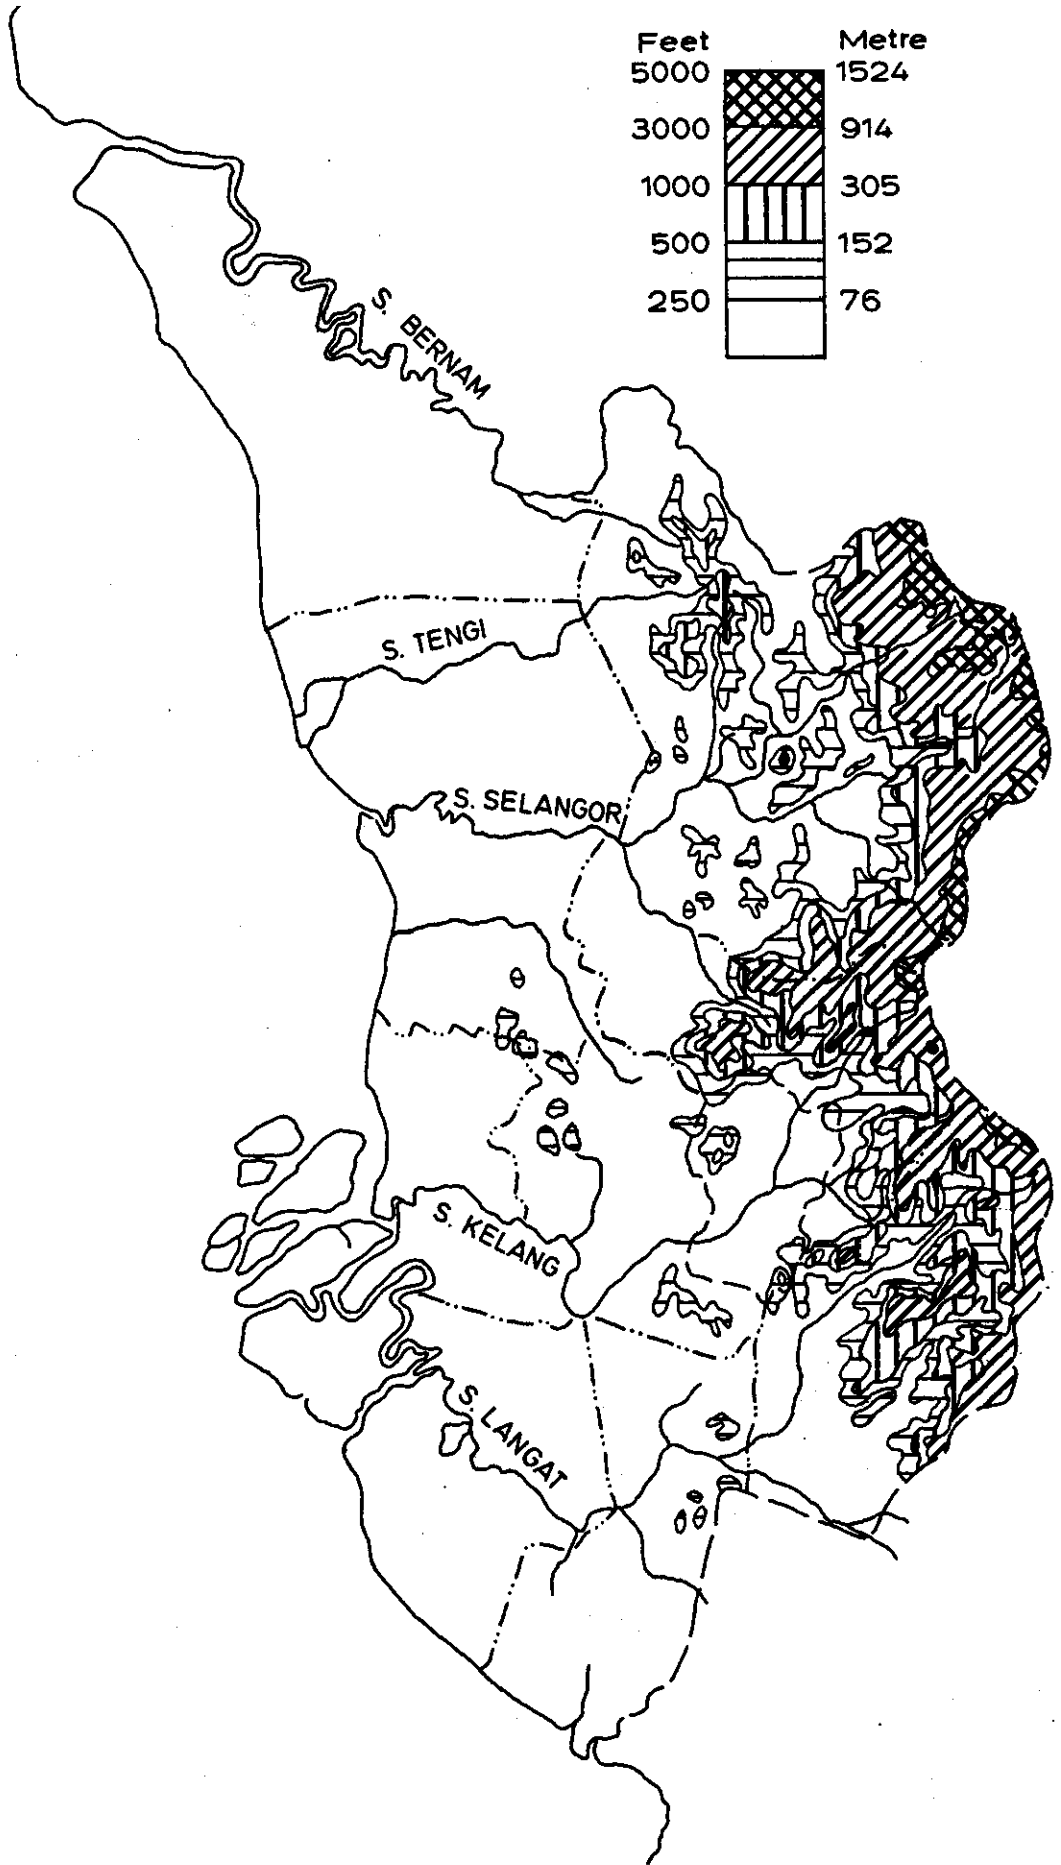 Feet Metre
5000 1524
3000 914
1000 305
500 152
250 76
S. BERNAM
S. TENGI
S. SELANGOR
S. KELANG
S. LANGAT